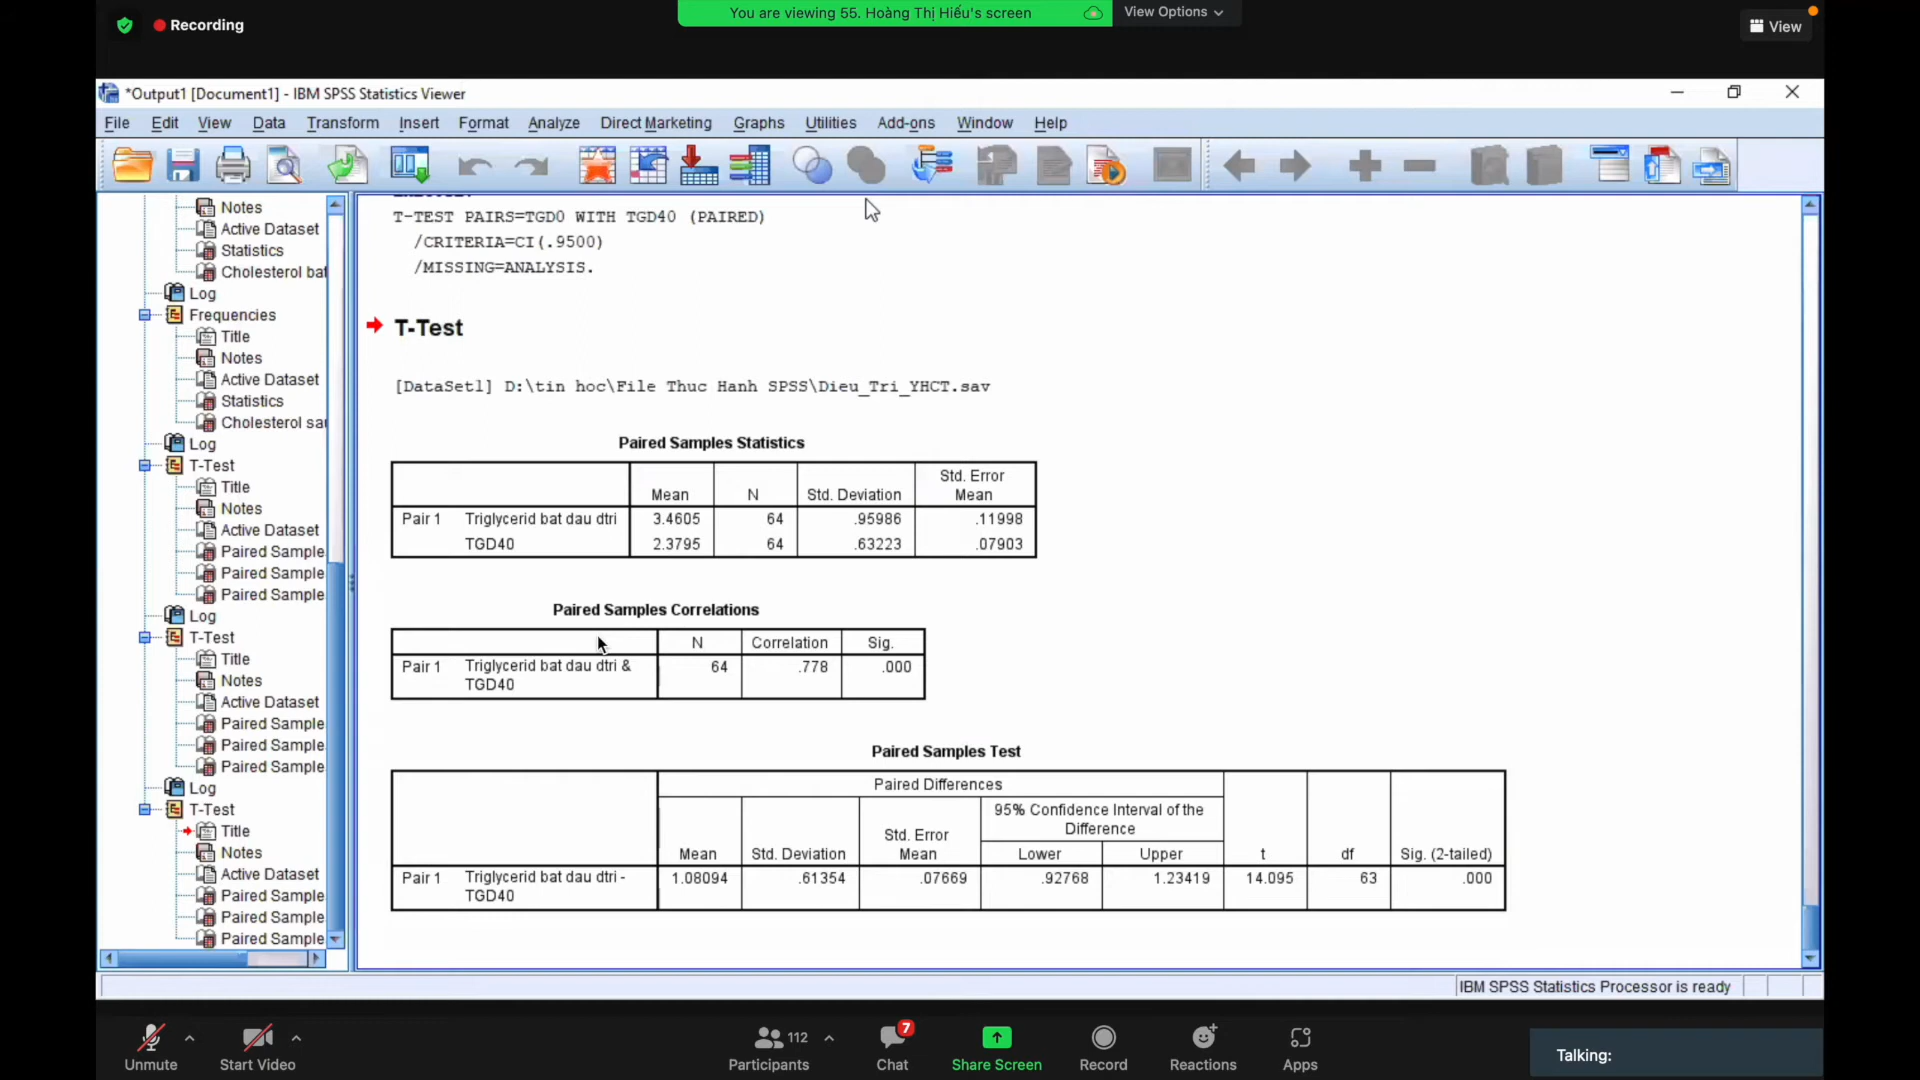 Recording
You are viewing 55. Hoàng Thị Hiếu's screen
View Options
View
*Output1 [Document1] - IBM SPSS Statistics Viewer
File Edit View Data Transform Insert Format Analyze Direct Marketing Graphs Utilities Add-ons Window Help
Notes
Active Dataset
Statistics
Cholesterol bat
Log
Frequencies
Title
Notes
Active Dataset
Statistics
Cholesterol sau
Log
T-Test
Title
Notes
Active Dataset
Paired Sample
Paired Sample
Paired Sample
Log
T-Test
Title
Notes
Active Dataset
Paired Sample
Paired Sample
Paired Sample
Log
T-Test
Title
Notes
Active Dataset
Paired Sample
Paired Sample
Paired Sample
T-TEST PAIRS=TGD0 WITH TGD40 (PAIRED)
/CRITERIA=CI(.9500)
/MISSING=ANALYSIS.
T-Test
[DataSet1] D:\tin hoc\File Thuc Hanh SPSS\Dieu_Tri_YHCT.sav
Paired Samples Statistics
Mean N Std. Deviation Std. Error Mean
Pair 1 Triglycerid bat dau dtri 3.4605 64 .95986 .11998
TGD40 2.3795 64 .63223 .07903
Paired Samples Correlations
N Correlation Sig.
Pair 1 Triglycerid bat dau dtri & 64 .778 .000
TGD40
Paired Samples Test
Paired Differences
95% Confidence Interval of the
Difference
Std. Error
Mean Std. Deviation Mean Lower Upper t df Sig. (2-tailed)
Pair 1 Triglycerid bat dau dtri - 1.08094 .61354 .07669 .92768 1.23419 14.095 63 .000
TGD40
IBM SPSS Statistics Processor is ready
Unmute
Start Video
112
Participants
7
Chat
Share Screen
Record
Reactions
Apps
Talking: